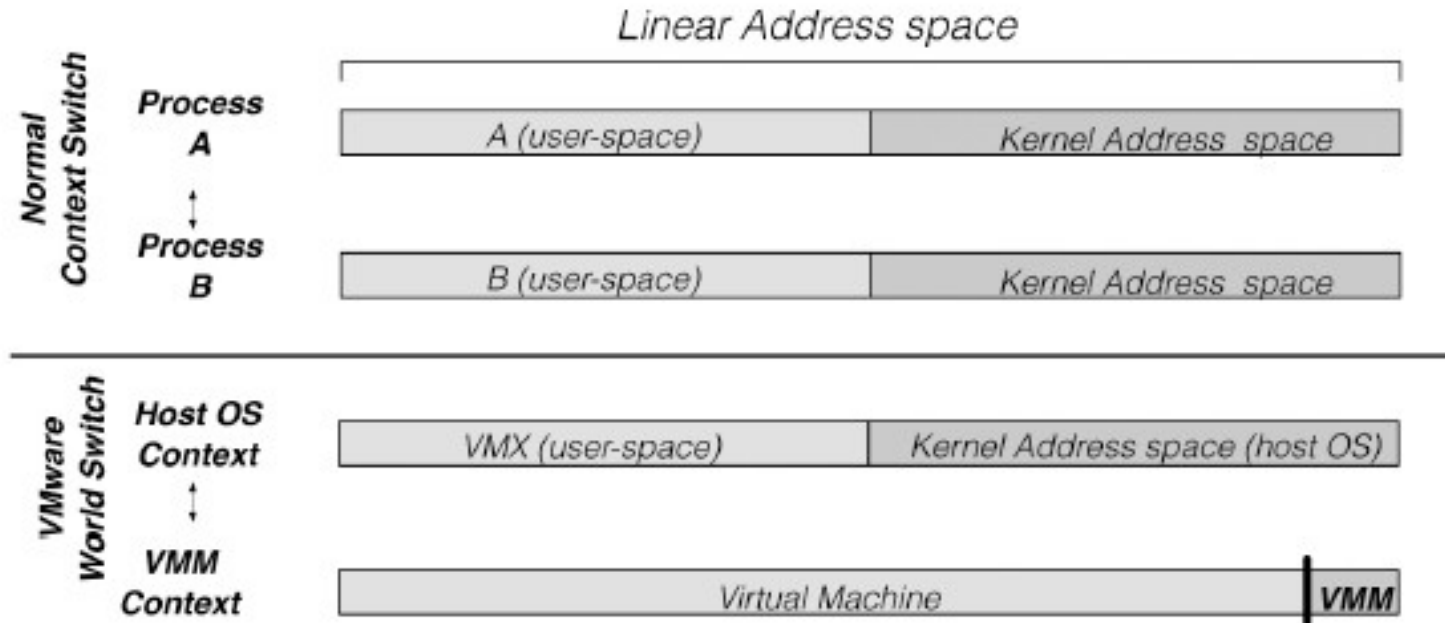 Linear Address space
Normal
Context Switch
Process
A
A (user-space)
Kernel Address space
Process
B
B (user-space)
Kernel Address space
VMware
World Switch
Host OS
Context
VMX (user-space)
Kernel Address space (host OS)
VMM
Context
Virtual Machine
VMM